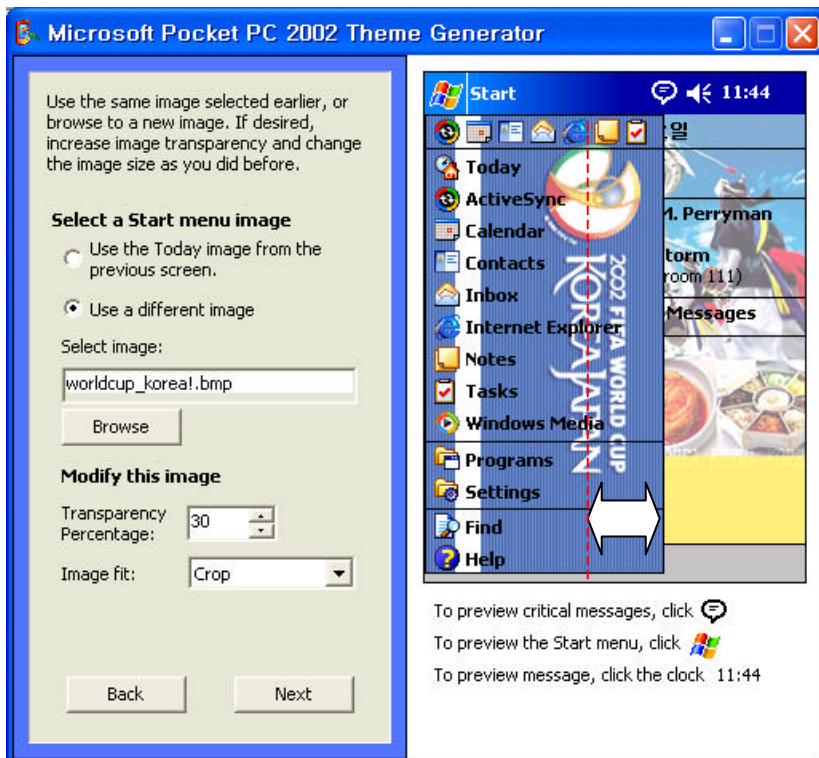 Microsoft Pocket PC 2002 Theme Generator
Use the same image selected earlier, or
browse to a new image. If desired,
increase image transparency and change
the image size as you did before.
Select a Start menu image
Use the Today image from the
previous screen.
Use a different image
Select image:
worldcup_korea!.bmp
Browse
Modify this image
Transparency
Percentage:
30
Image fit:
Crop
Back
Next
Start
11:44
일
Today
ActiveSync
Calendar
Contacts
Inbox
Internet Explorer
Notes
Tasks
Windows Media
Programs
Settings
Find
Help
2002 FIFA WORLD CUP
KOREA JAPAN
M. Perryman
torm
room 111)
Messages
To preview critical messages, click
To preview the Start menu, click
To preview message, click the clock 11:44